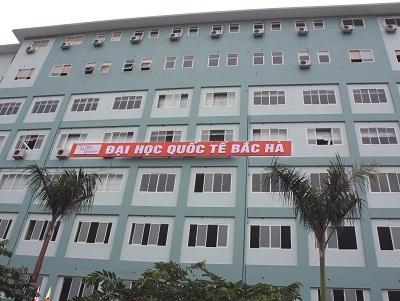 ĐẠI HỌC QUỐC TẾ BẮC HÀ